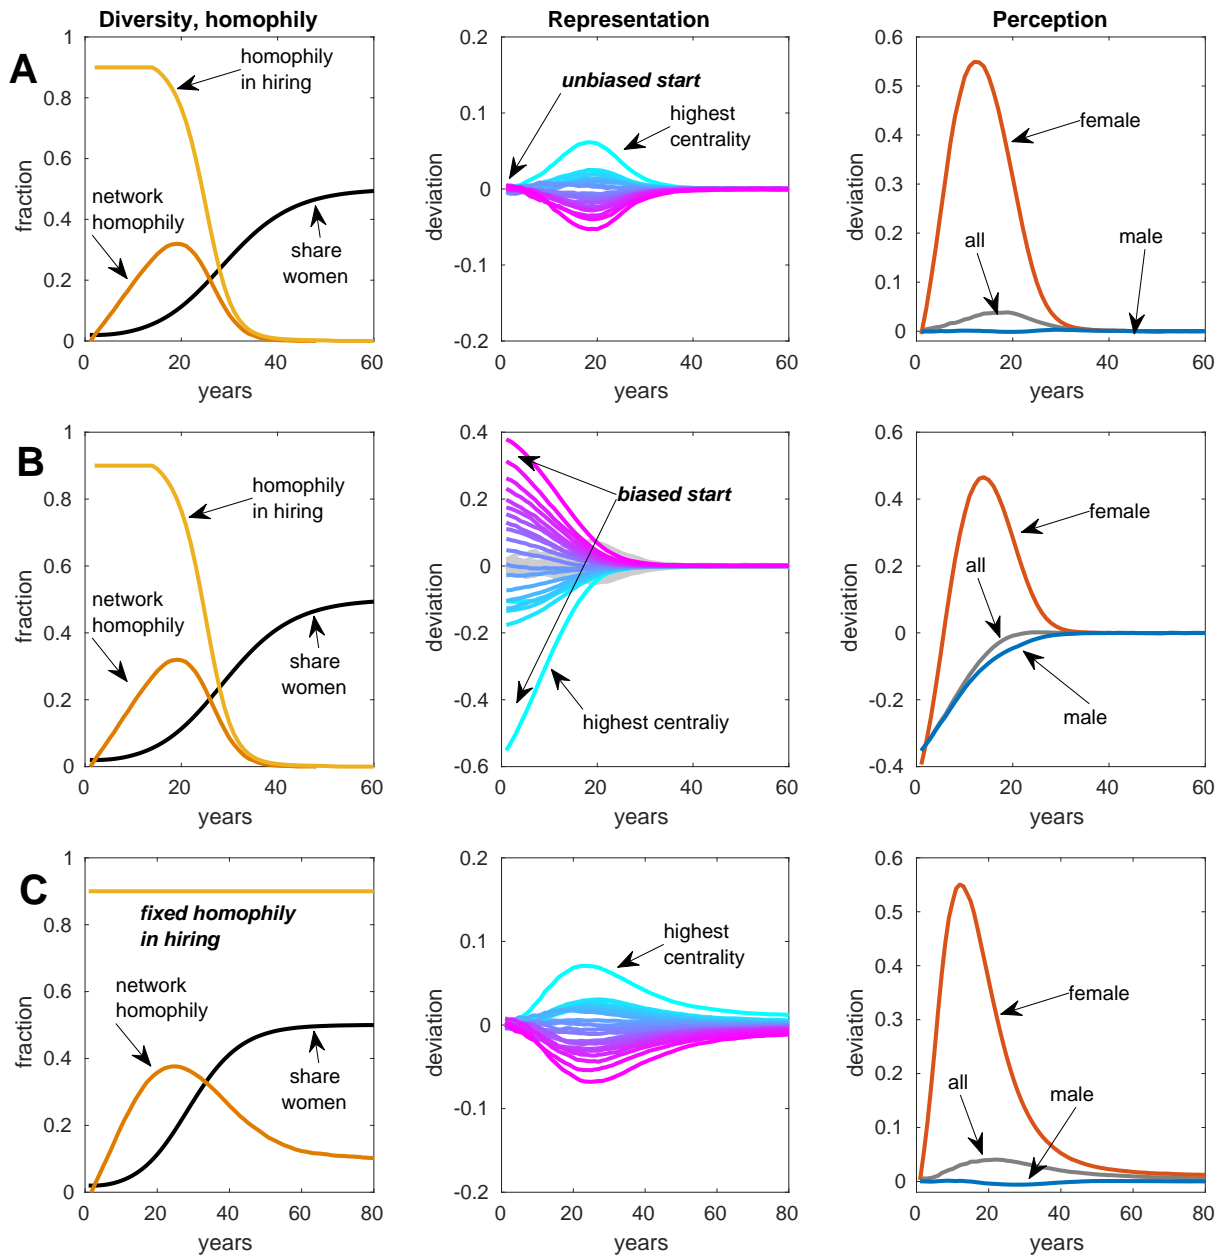 Diversity, homophily
Representation
Perception
A
1
0.8
0.6
0.4
0.2
0
fraction
homophily
in hiring
network
homophily
share
women
0
20
40
60
years
0.2
0.1
0
-0.1
-0.2
deviation
unbiased start
highest
centrality
0
20
40
60
years
0.6
0.5
0.4
0.3
0.2
0.1
0
deviation
female
all
male
0
20
40
60
years
B
1
0.8
0.6
0.4
0.2
0
fraction
homophily
in hiring
network
homophily
share
women
0
20
40
60
years
0.4
0.2
0
-0.2
-0.4
-0.6
deviation
biased start
highest centraliy
0
20
40
60
years
0.6
0.4
0.2
0
-0.2
-0.4
deviation
female
all
male
0
20
40
60
years
C
1
0.8
0.6
0.4
0.2
0
fraction
fixed homophily
in hiring
network
homophily
share
women
0
20
40
60
80
years
0.2
0.1
0
-0.1
-0.2
deviation
highest
centrality
0
20
40
60
80
years
0.6
0.5
0.4
0.3
0.2
0.1
0
deviation
female
all
male
0
20
40
60
80
years